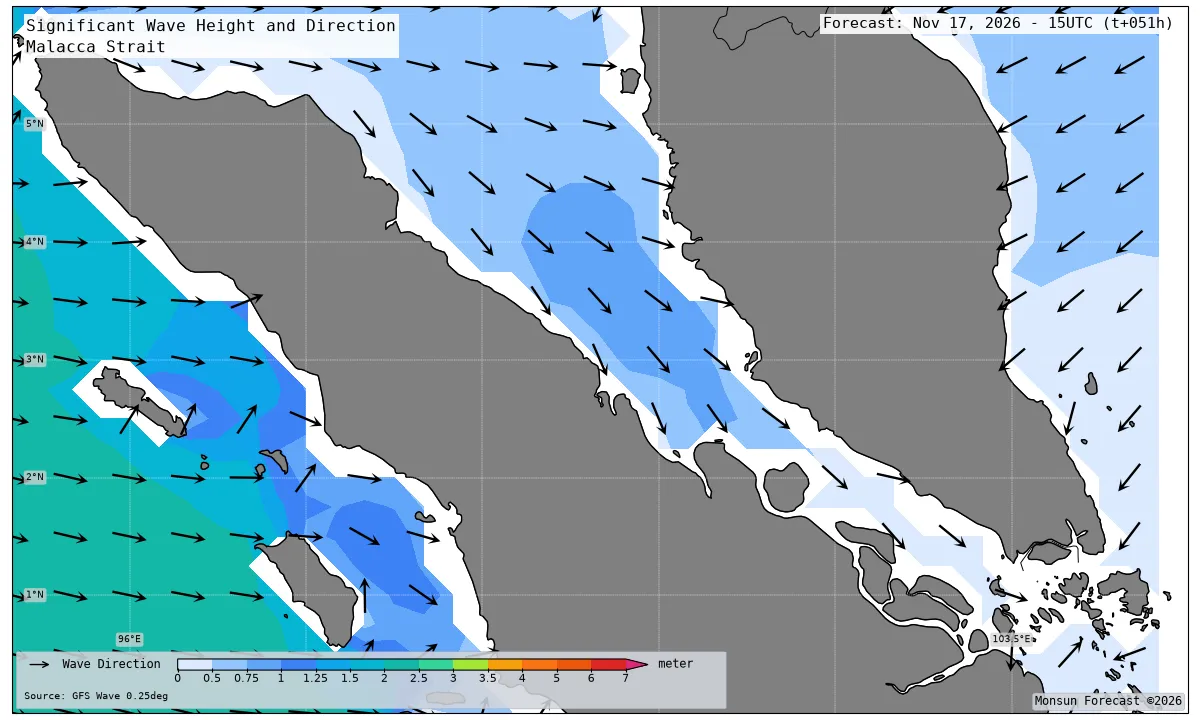 Significant Wave Height and Direction
Malacca Strait
Forecast: Nov 17, 2026 - 15UTC (t+051h)
5°N
4°N
3°N
2°N
1°N
96°E
103.5°E
Wave Direction
meter
0 0.5 0.75 1 1.25 1.5 2 2.5 3 3.5 4 5 6 7
Source: GFS Wave 0.25deg
Monsun Forecast ©2026